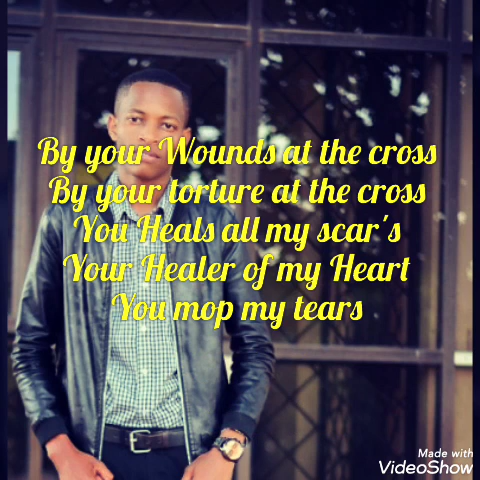 By your Wounds at the cross
By your torture at the cross
You Heals all my scar's
Your Healer of my Heart
You mop my tears
Made with
VideoShow